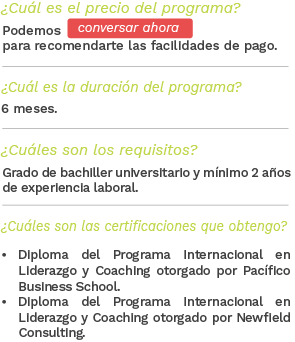 ¿Cuál es el precio del programa?
Podemos conversar ahora
para recomendarte las facilidades de pago.
¿Cuál es la duración del programa?
6 meses.
¿Cuáles son los requisitos?
Grado de bachiller universitario y mínimo 2 años
de experiencia laboral.
¿Cuáles son las certificaciones que obtengo?
• Diploma del Programa Internacional en
Liderazgo y Coaching otorgado por Pacífico
Business School.
• Diploma del Programa Internacional en
Liderazgo y Coaching otorgado por Newfield
Consulting.